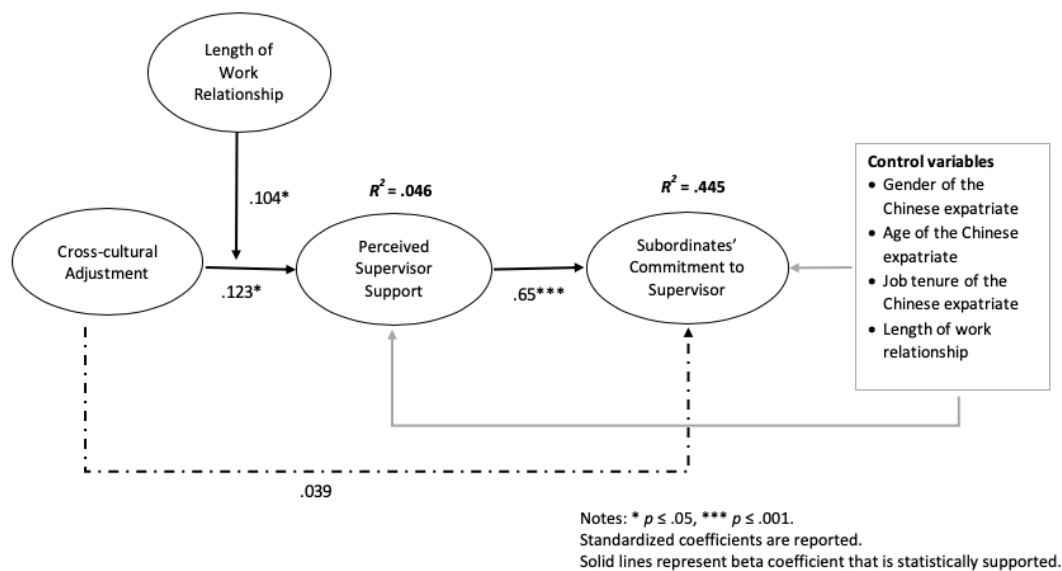 Length of
Work
Relationship
.104*
R² = .046
R² = .445
Cross-cultural
Adjustment
.123*
Perceived
Supervisor
Support
.65***
Subordinates’
Commitment to
Supervisor
Control variables
• Gender of the
Chinese expatriate
• Age of the Chinese
expatriate
• Job tenure of the
Chinese expatriate
• Length of work
relationship
.039
Notes: * p ≤ .05, *** p ≤ .001.
Standardized coefficients are reported.
Solid lines represent beta coefficient that is statistically supported.